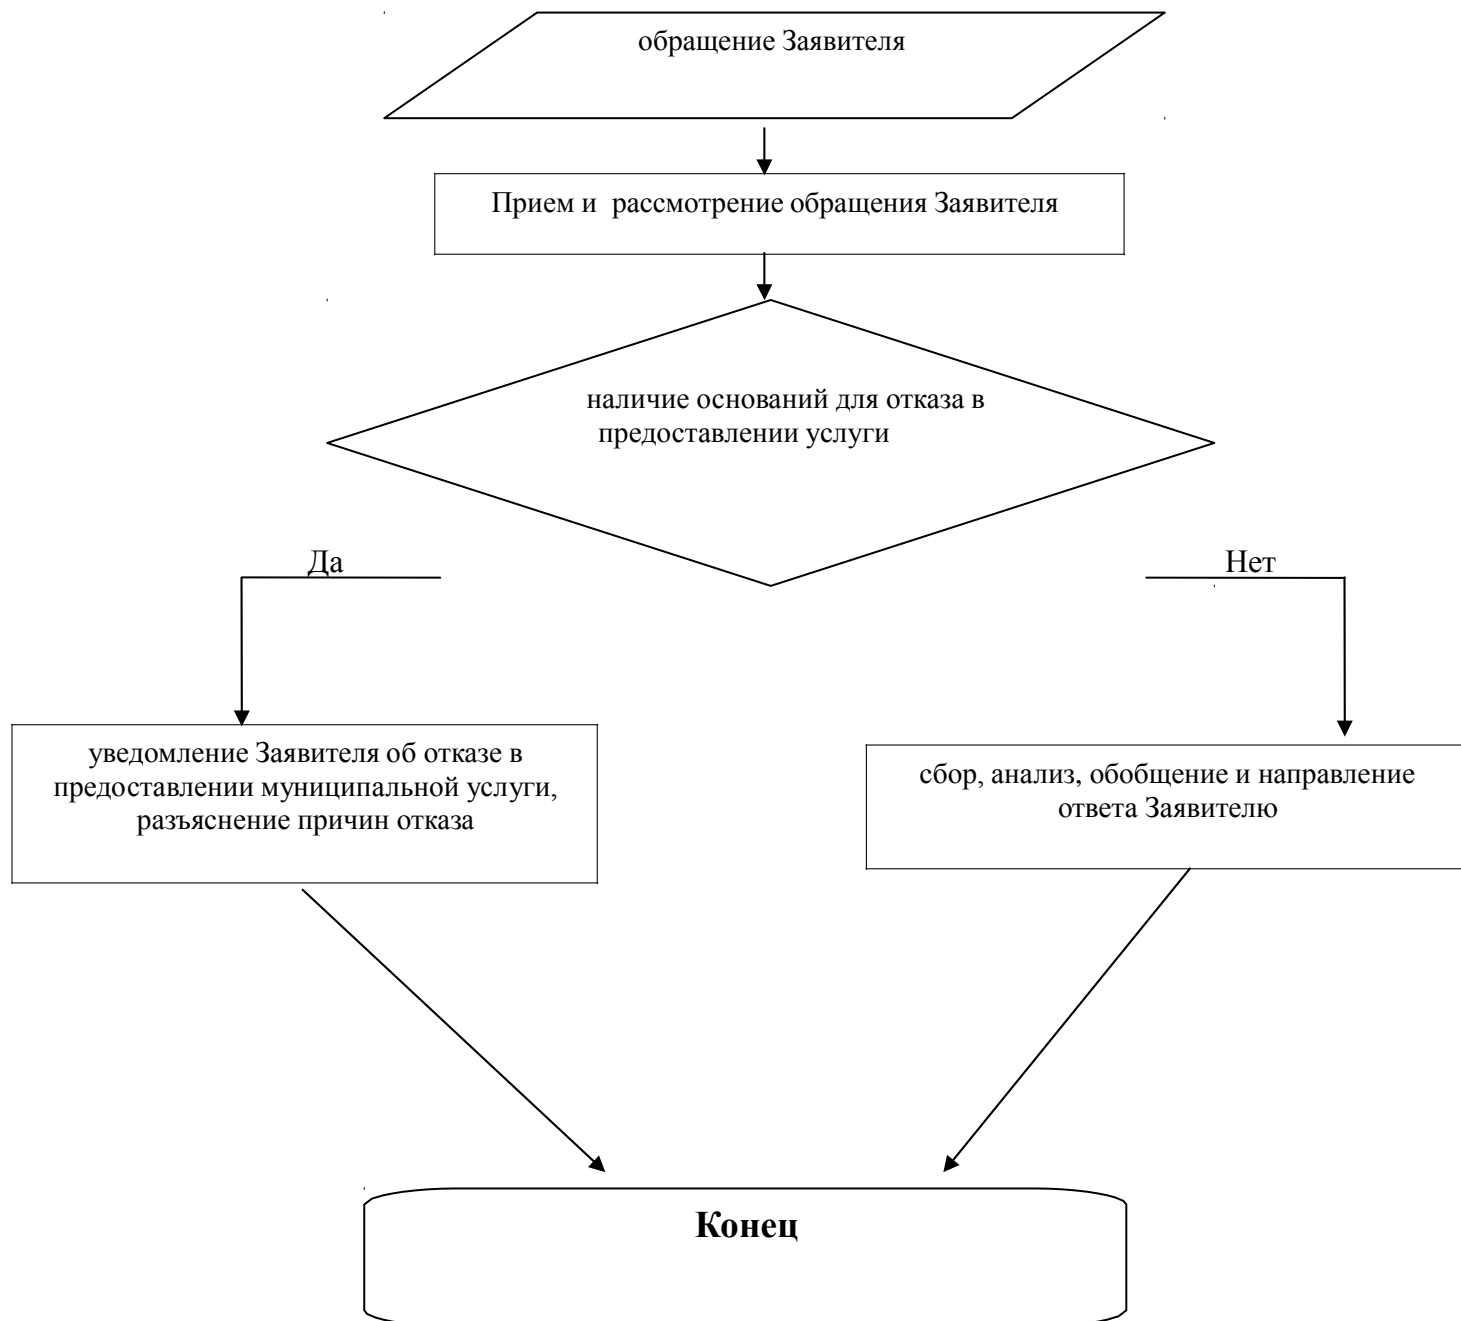 обращение Заявителя
Прием и рассмотрение обращения Заявителя
наличие оснований для отказа в
предоставлении услуги
Да
Нет
уведомление Заявителя об отказе в
предоставлении муниципальной услуги,
разъяснение причин отказа
сбор, анализ, обобщение и направление
ответа Заявителю
Конец